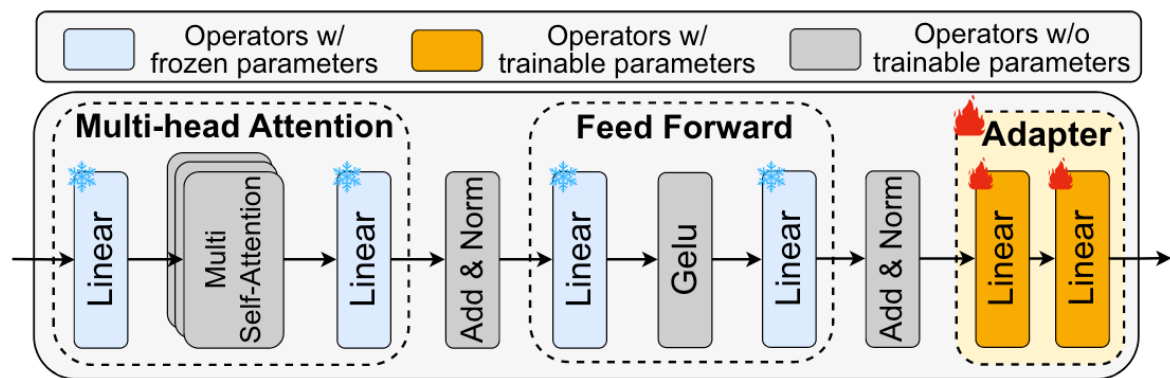 Operators w/
frozen parameters
Operators w/
trainable parameters
Operators w/o
trainable parameters
Multi-head Attention
Feed Forward
Adapter
Linear
Multi
Self-Attention
Linear
Add & Norm
Linear
Gelu
Linear
Add & Norm
Linear
Linear